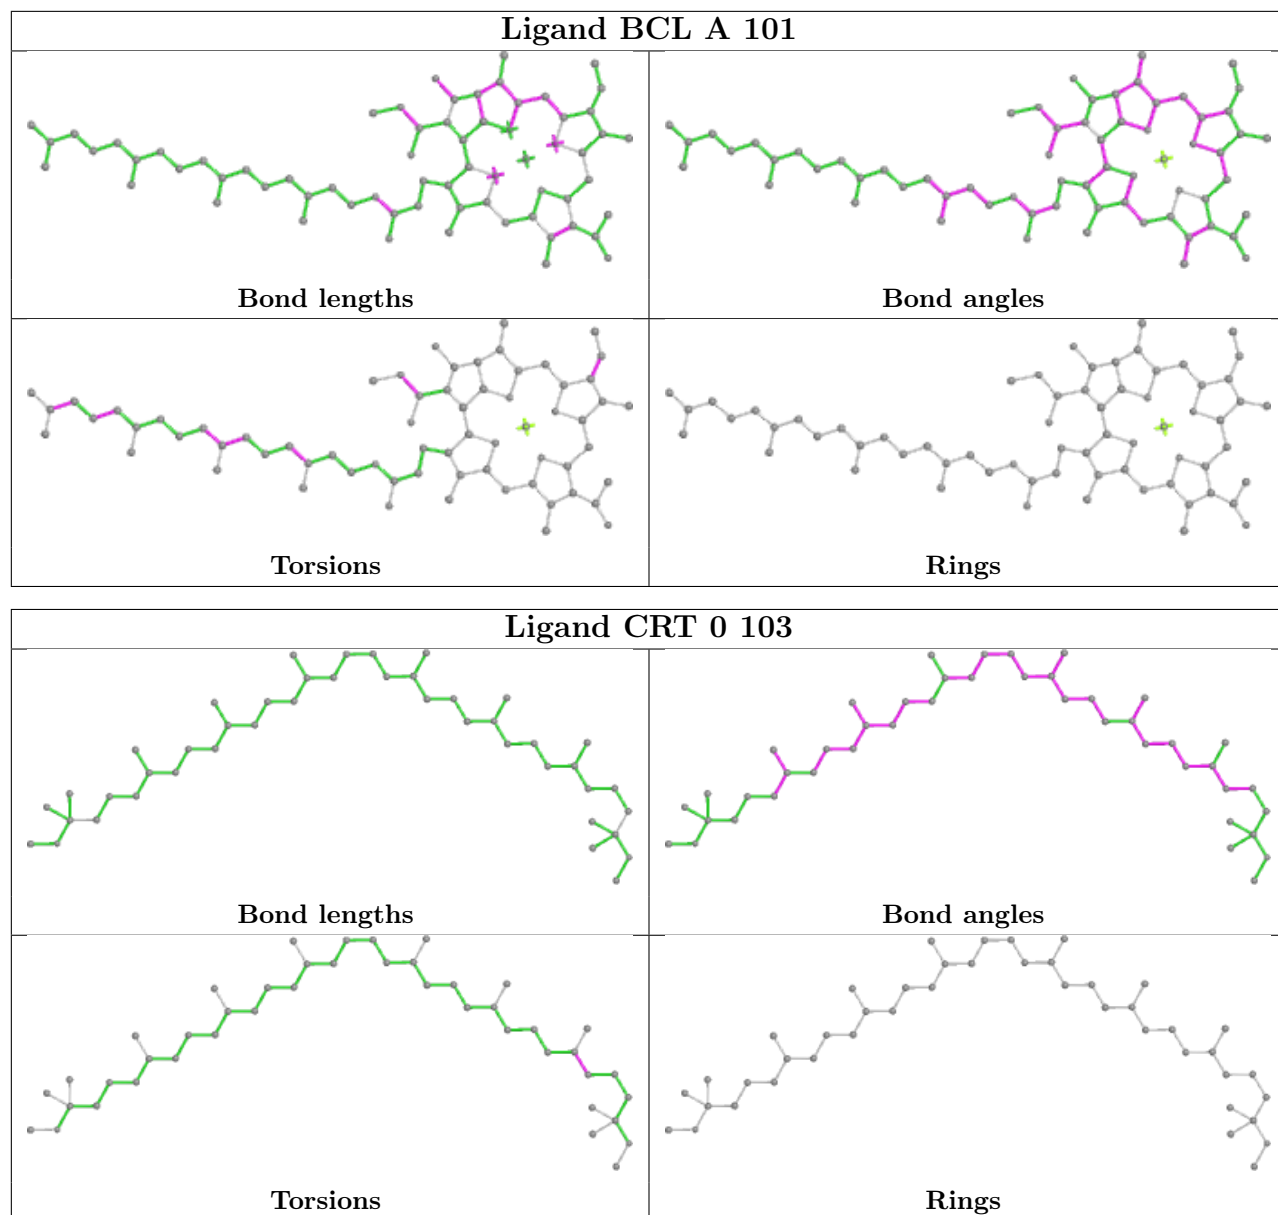 Ligand BCL A 101
Bond lengths
Bond angles
Torsions
Rings
Ligand CRT 0 103
Bond lengths
Bond angles
Torsions
Rings